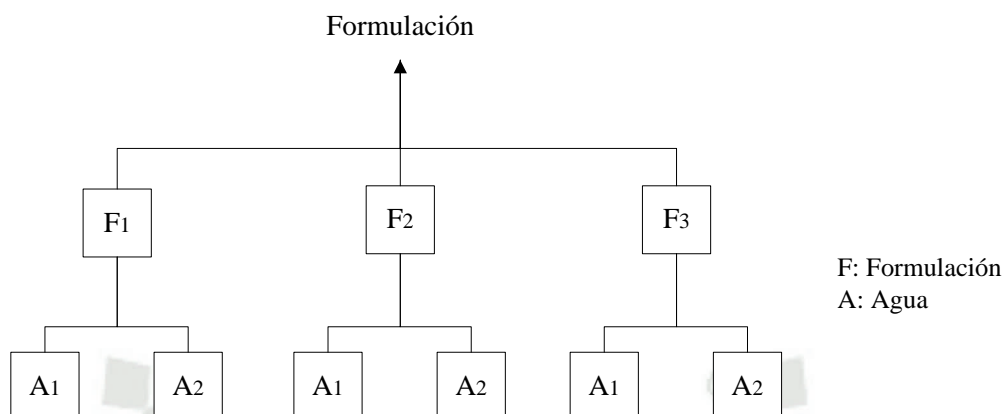 Formulación
F1
F2
F3
F: Formulación
A: Agua
A1
A2
A1
A2
A1
A2